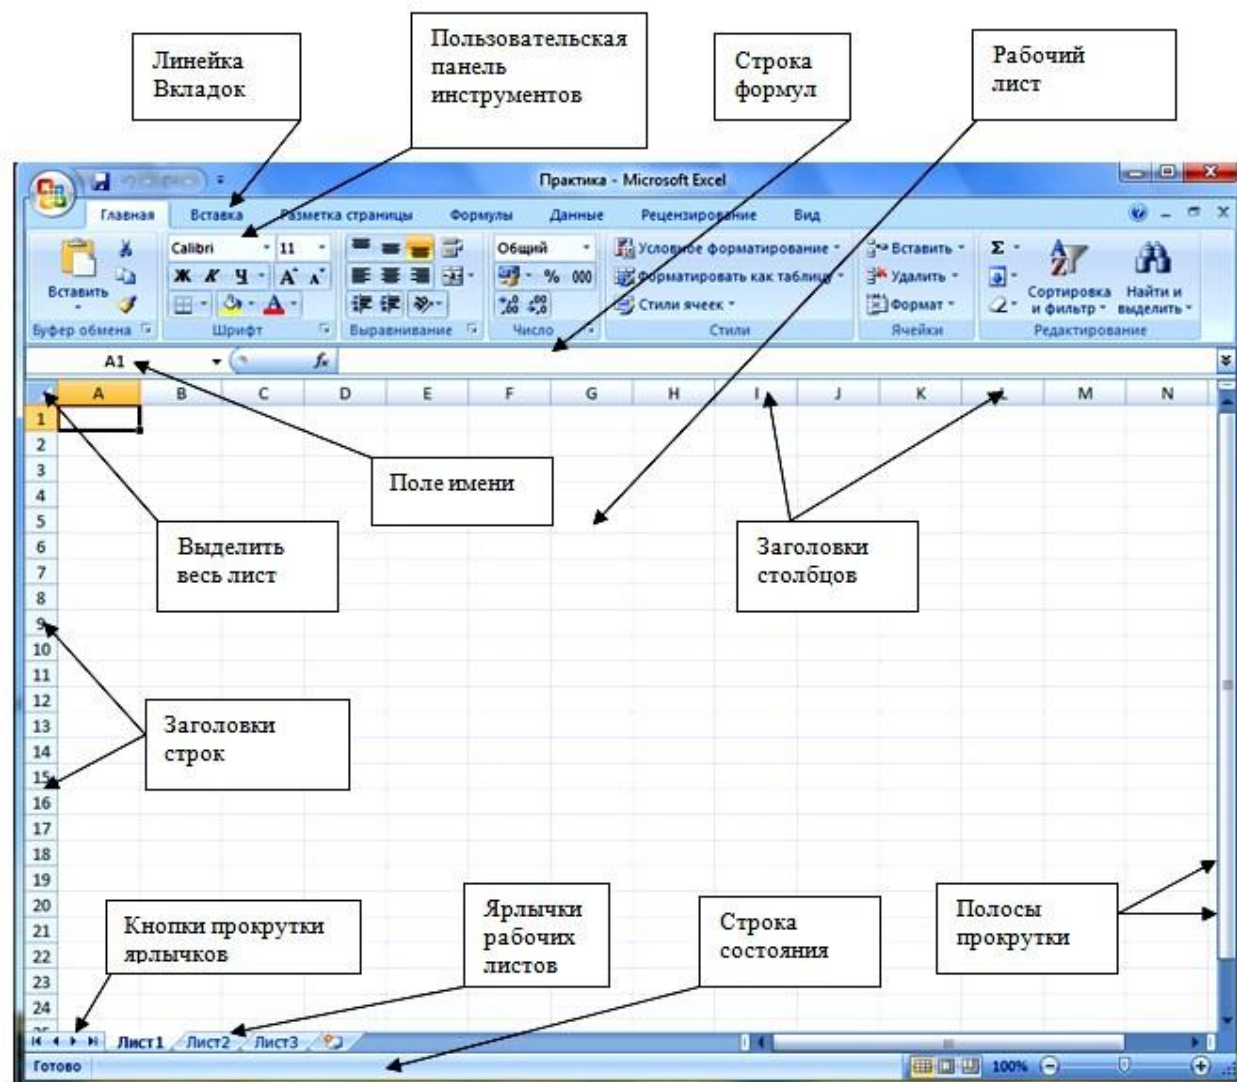 Линейка
Вкладок
Пользовательская
панель
инструментов
Строка
формул
Рабочий
лист
Практика - Microsoft Excel
Главная Вставка Разметка страницы Формулы Данные Рецензирование Вид
Calibri 11 Общий Условное форматирование Вставить Σ
Вставить Ж К Ч А А % 000 Форматировать как таблицу Удалить Сортировка и фильтр Найти и выделить
А Стили ячеек Формат
Буфер обмена Шрифт Выравнивание Число Стили Ячейки Редактирование
A1 fx
A B C D E F G H I J K L M N
1
2
3
4
5
6
7
8
9
10
11
12
13
14
15
16
17
18
19
20
21
22
23
24
Поле имени
Выделить
весь лист
Заголовки
столбцов
Заголовки
строк
Кнопки прокрутки
ярлычков
Ярлычки
рабочих
листов
Строка
состояния
Полосы
прокрутки
Лист1 Лист2 Лист3
Готово 100%